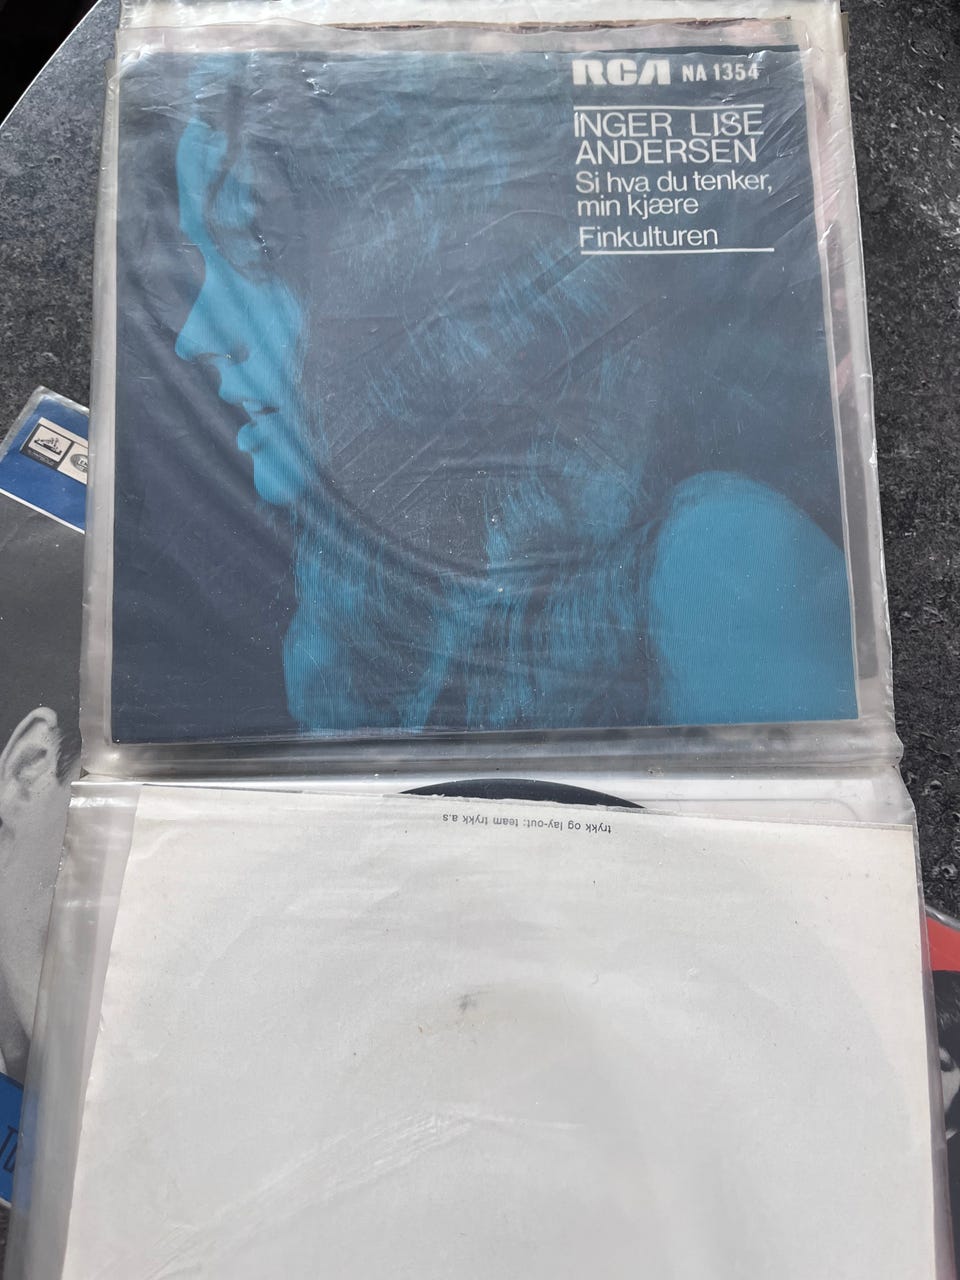 RCA NA 1354
INGER LISE
ANDERSEN
Si hva du tenker,
min kjære
Finkulturen
trykk og lay-out: team trykk a.s